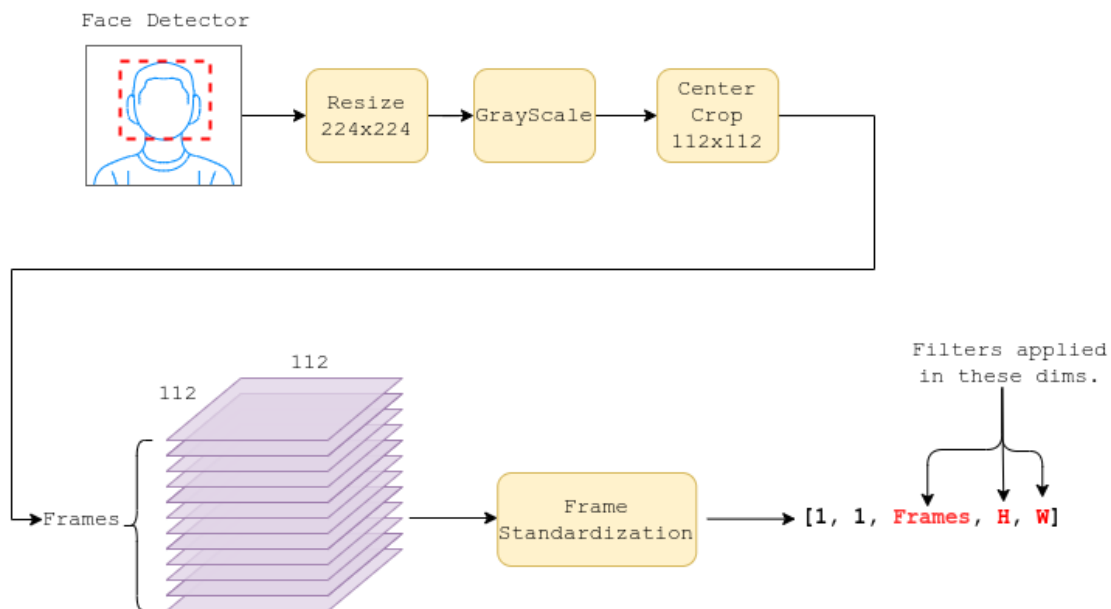 Face Detector
Resize
224x224
GrayScale
Center
Crop
112x112
112
112
Frames
Frame
Standardization
Filters applied
in these dims.
[1, 1, Frames, H, W]